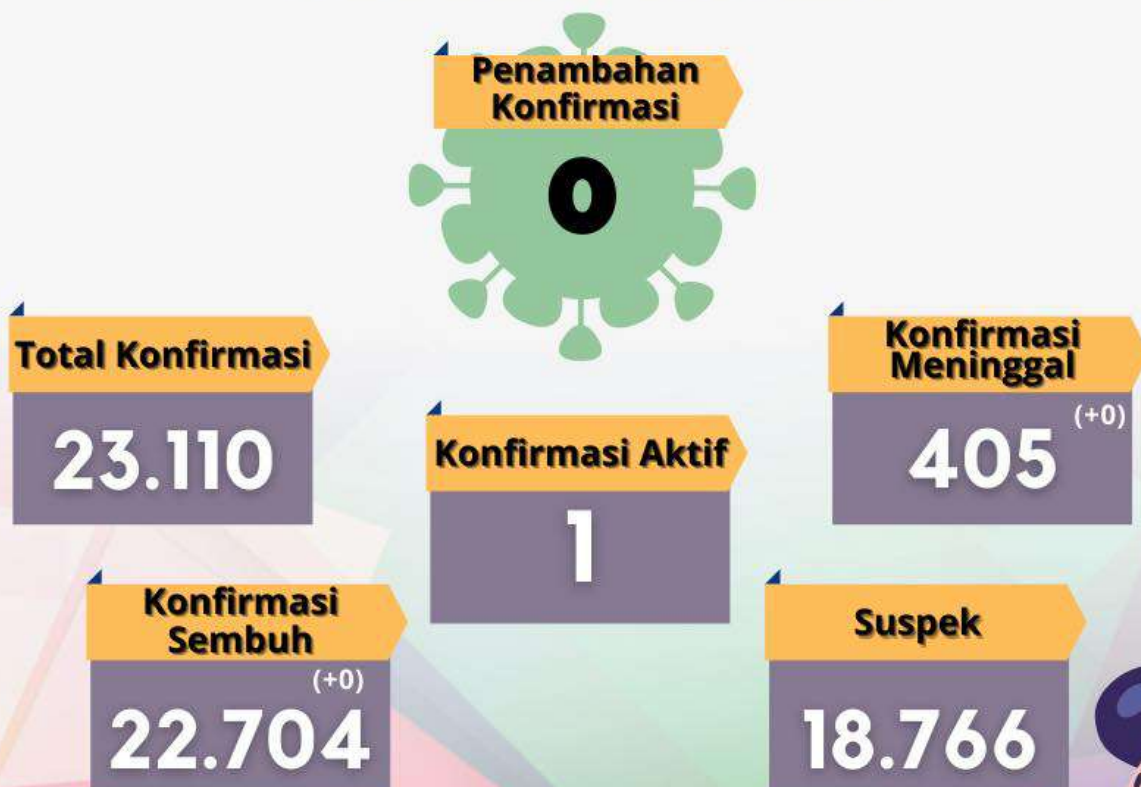 Penambahan
Konfirmasi
0
Total Konfirmasi
23.110
Konfirmasi Aktif
1
Konfirmasi
Meninggal
(+0)
405
Konfirmasi
Sembuh
(+0)
22.704
Suspek
18.766